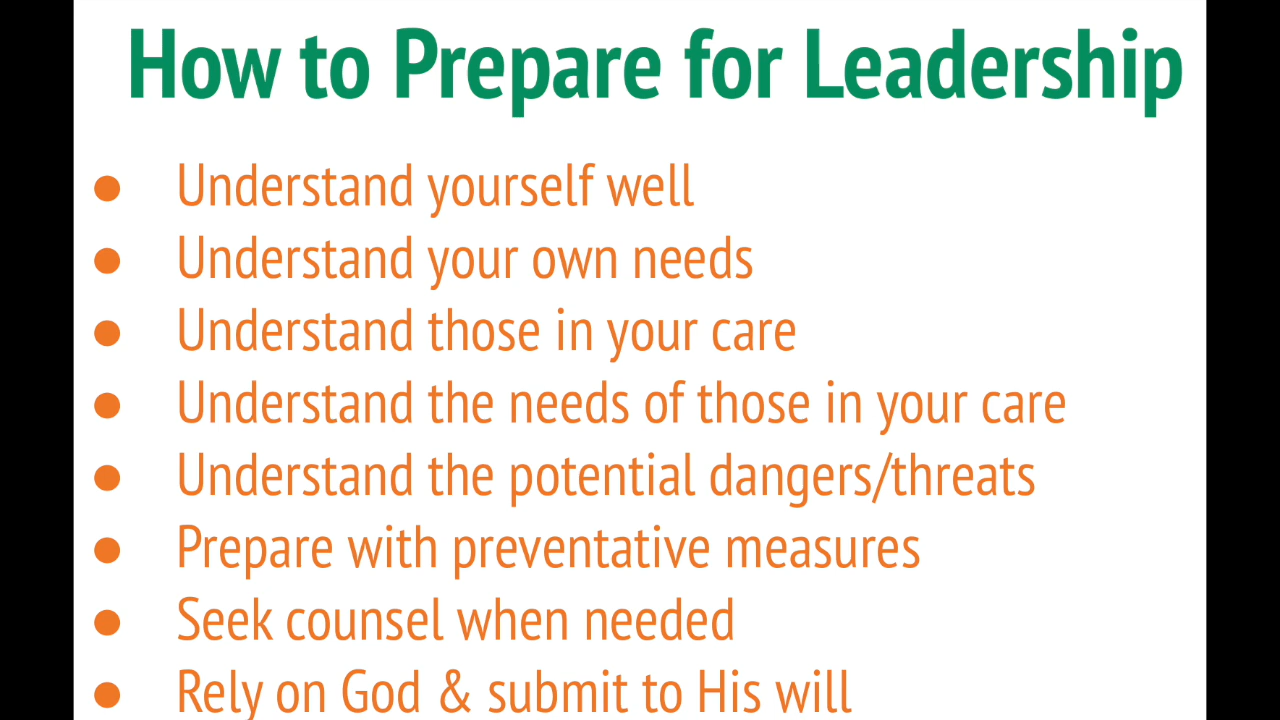 How to Prepare for Leadership
● Understand yourself well
● Understand your own needs
● Understand those in your care
● Understand the needs of those in your care
● Understand the potential dangers/threats
● Prepare with preventative measures
● Seek counsel when needed
● Rely on God & submit to His will